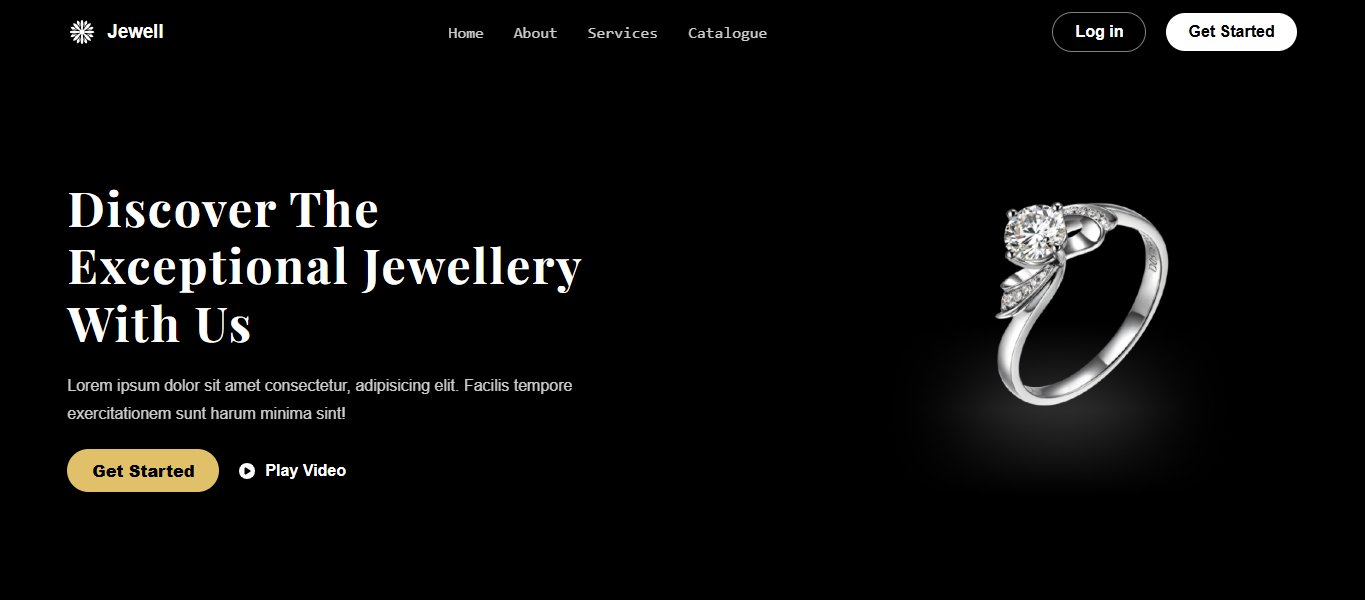 Jewell
Home About Services Catalogue
Log in
Get Started
Discover The
Exceptional Jewellery
With Us
Lorem ipsum dolor sit amet consectetur, adipisicing elit. Facilis tempore
exercitationem sunt harum minima sint!
Get Started
Play Video